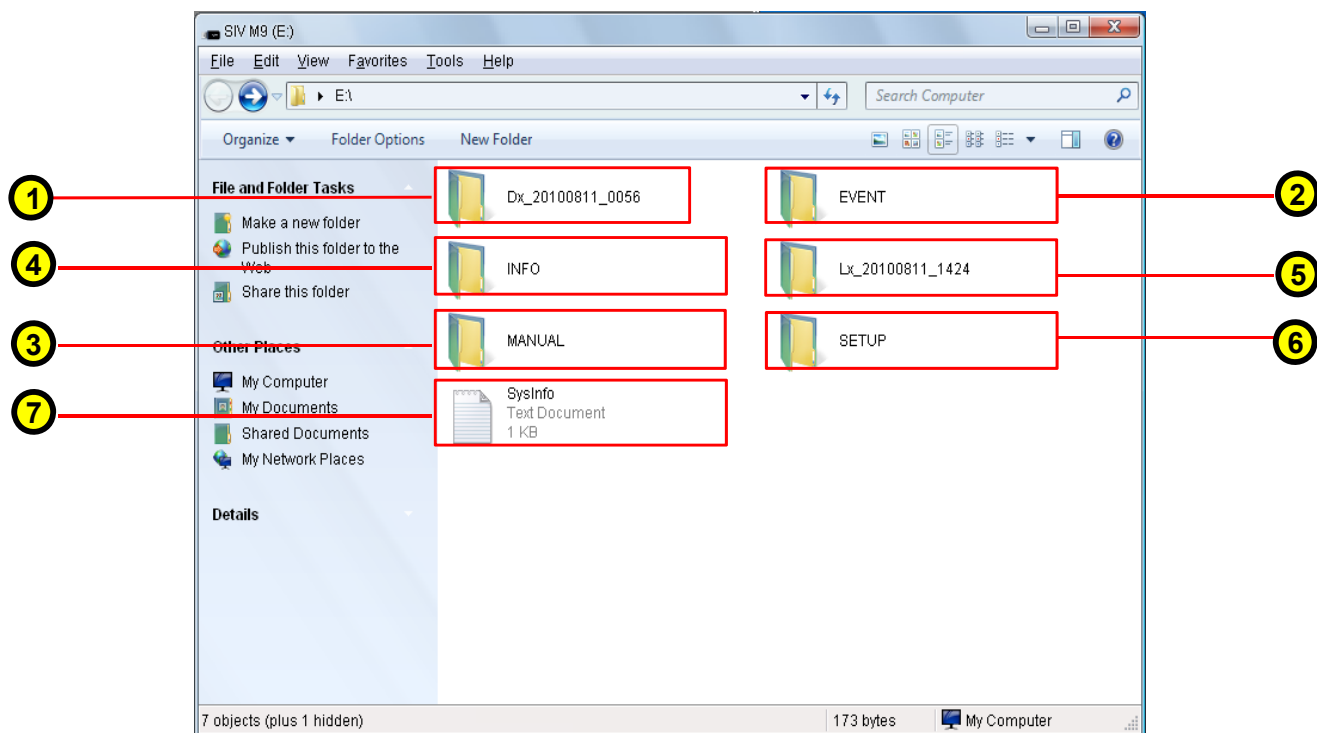 SIV M9 (E:)
File Edit View Favorites Tools Help
E:\
Search Computer
Organize Folder Options New Folder
File and Folder Tasks
Make a new folder
Publish this folder to the
Web
Share this folder
Other Places
My Computer
My Documents
Shared Documents
My Network Places
Details
1
Dx_20100811_0056
EVENT
2
4
INFO
Lx_20100811_1424
5
3
MANUAL
SETUP
6
7
SysInfo
Text Document
1 KB
7 objects (plus 1 hidden)
173 bytes
My Computer